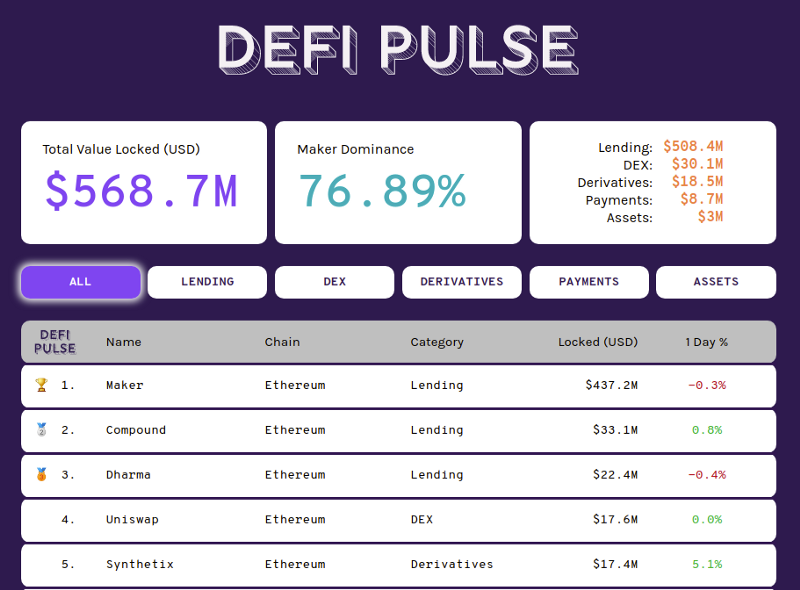 DEFI PULSE
Total Value Locked (USD)
$568.7M
Maker Dominance
76.89%
Lending: $508.4M
DEX: $30.1M
Derivatives: $18.5M
Payments: $8.7M
Assets: $3M
ALL LENDING DEX DERIVATIVES PAYMENTS ASSETS
DEFI PULSE Name Chain Category Locked (USD) 1 Day %
1. Maker Ethereum Lending $437.2M −0.3%
2. Compound Ethereum Lending $33.1M 0.8%
3. Dharma Ethereum Lending $22.4M −0.4%
4. Uniswap Ethereum DEX $17.6M 0.0%
5. Synthetix Ethereum Derivatives $17.4M 5.1%